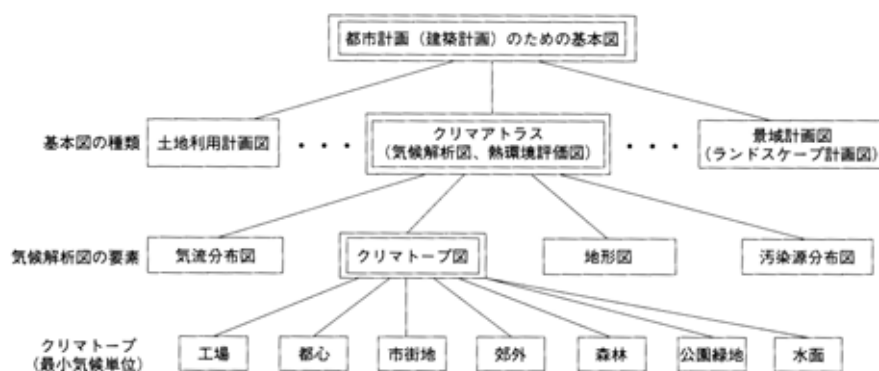 都市計画（建築計画）のための基本図
基本図の種類
土地利用計画図
・・・
クリマアトラス
（気候解析図、熱環境評価図）
・・・
景域計画図
（ランドスケープ計画図）
気候解析図の要素
気流分布図
クリマトープ図
地形図
汚染源分布図
クリマトープ
（最小気候単位）
工場
都心
市街地
郊外
森林
公園緑地
水面